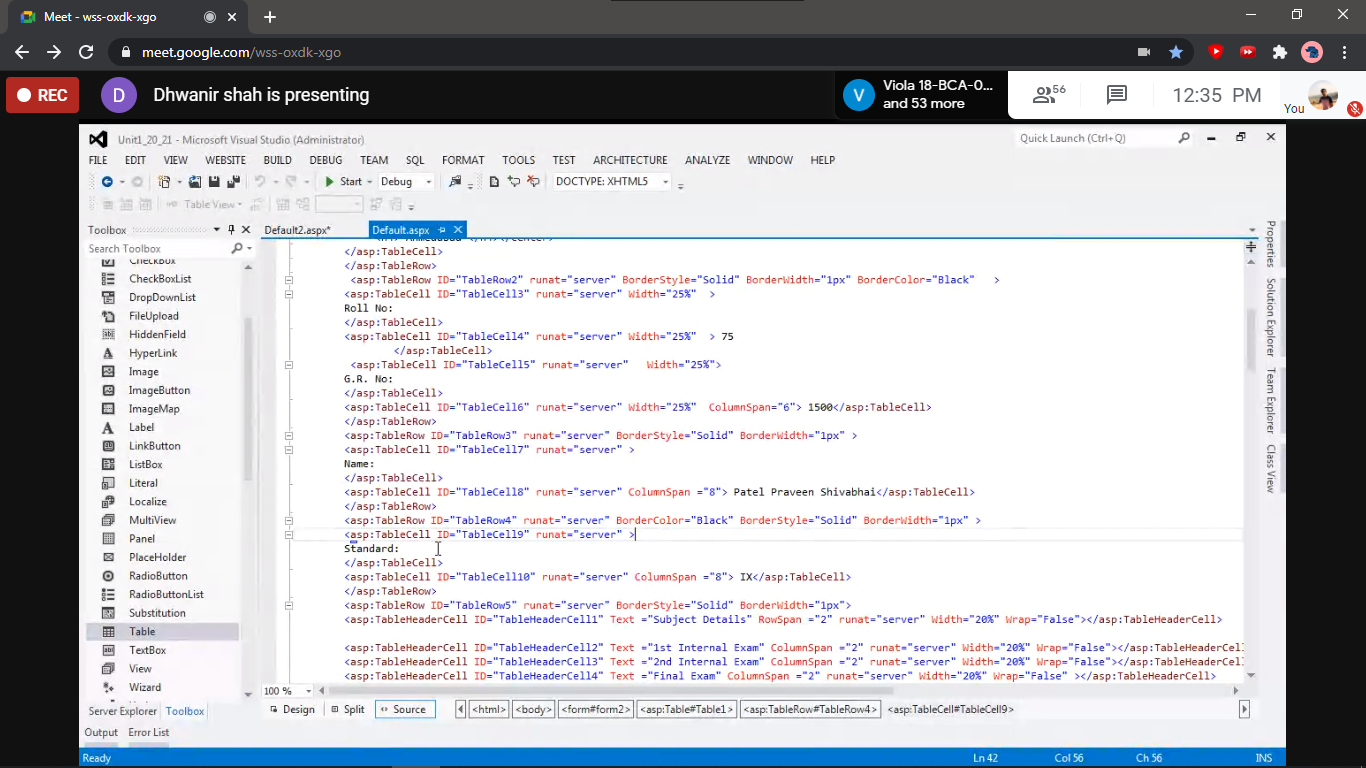 Meet - wss-oxdk-xgo
meet.google.com/wss-oxdk-xgo
REC
D
Dhwanir shah is presenting
V
Viola 18-BCA-0...
and 53 more
56
12:35 PM
You
Unit1_20_21 - Microsoft Visual Studio (Administrator)
Quick Launch (Ctrl+Q)
FILE EDIT VIEW WEBSITE BUILD DEBUG TEAM SQL FORMAT TOOLS TEST ARCHITECTURE ANALYZE WINDOW HELP
Start Debug DOCTYPE: XHTML5
Table View
Toolbox
Default2.aspx*
Default.aspx
Search Toolbox
CheckBox
CheckBoxList
DropDownList
FileUpload
HiddenField
HyperLink
Image
ImageButton
ImageMap
Label
LinkButton
ListBox
Literal
Localize
MultiView
Panel
PlaceHolder
RadioButton
RadioButtonList
Substitution
Table
TextBox
View
Wizard
Server Explorer Toolbox
Output Error List
</asp:TableCell>
</asp:TableRow>
<asp:TableRow ID="TableRow2" runat="server" BorderStyle="Solid" BorderWidth="1px" BorderColor="Black" >
<asp:TableCell ID="TableCell3" runat="server" Width="25%" >
Roll No:
</asp:TableCell>
<asp:TableCell ID="TableCell4" runat="server" Width="25%" > 75
</asp:TableCell>
<asp:TableCell ID="TableCell5" runat="server" Width="25%">
G.R. No:
</asp:TableCell>
<asp:TableCell ID="TableCell6" runat="server" Width="25%" ColumnSpan="6"> 1500</asp:TableCell>
</asp:TableRow>
<asp:TableRow ID="TableRow3" runat="server" BorderStyle="Solid" BorderWidth="1px" >
<asp:TableCell ID="TableCell7" runat="server" >
Name:
</asp:TableCell>
<asp:TableCell ID="TableCell8" runat="server" ColumnSpan ="8"> Patel Praveen Shivabhai</asp:TableCell>
</asp:TableRow>
<asp:TableRow ID="TableRow4" runat="server" BorderColor="Black" BorderStyle="Solid" BorderWidth="1px" >
<asp:TableCell ID="TableCell9" runat="server" >
Standard:
</asp:TableCell>
<asp:TableCell ID="TableCell10" runat="server" ColumnSpan ="8"> IX</asp:TableCell>
</asp:TableRow>
<asp:TableRow ID="TableRow5" runat="server" BorderStyle="Solid" BorderWidth="1px">
<asp:TableHeaderCell ID="TableHeaderCell1" Text ="Subject Details" RowSpan ="2" runat="server" Width="20%" Wrap="False"></asp:TableHeaderCell>
<asp:TableHeaderCell ID="TableHeaderCell2" Text ="1st Internal Exam" ColumnSpan ="2" runat="server" Width="20%" Wrap="False"></asp:TableHeaderCell
<asp:TableHeaderCell ID="TableHeaderCell3" Text ="2nd Internal Exam" ColumnSpan ="2" runat="server" Width="20%" Wrap="False"></asp:TableHeaderCell
<asp:TableHeaderCell ID="TableHeaderCell4" Text ="Final Exam" ColumnSpan ="2" runat="server" Width="20%" Wrap="False" ></asp:TableHeaderCell>
100 %
Design Split Source <html> <body> <form#form2> <asp:Table#Table1> <asp:TableRow#TableRow4> <asp:TableCell#TableCell9>
Properties
Solution Explorer
Team Explorer
Class View
Ready Ln 42 Col 56 Ch 56 INS